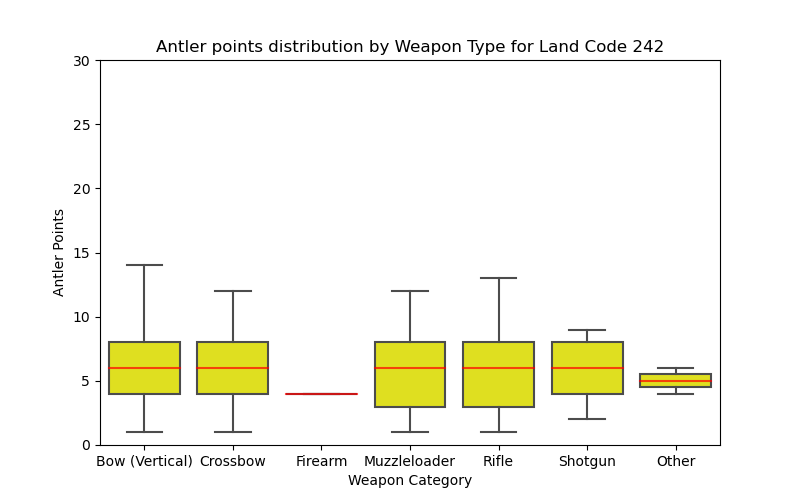 Antler points distribution by Weapon Type for Land Code 242
30
25
20
15
10
5
0
Antler Points
Bow (Vertical) Crossbow Firearm Muzzleloader Rifle Shotgun Other
Weapon Category